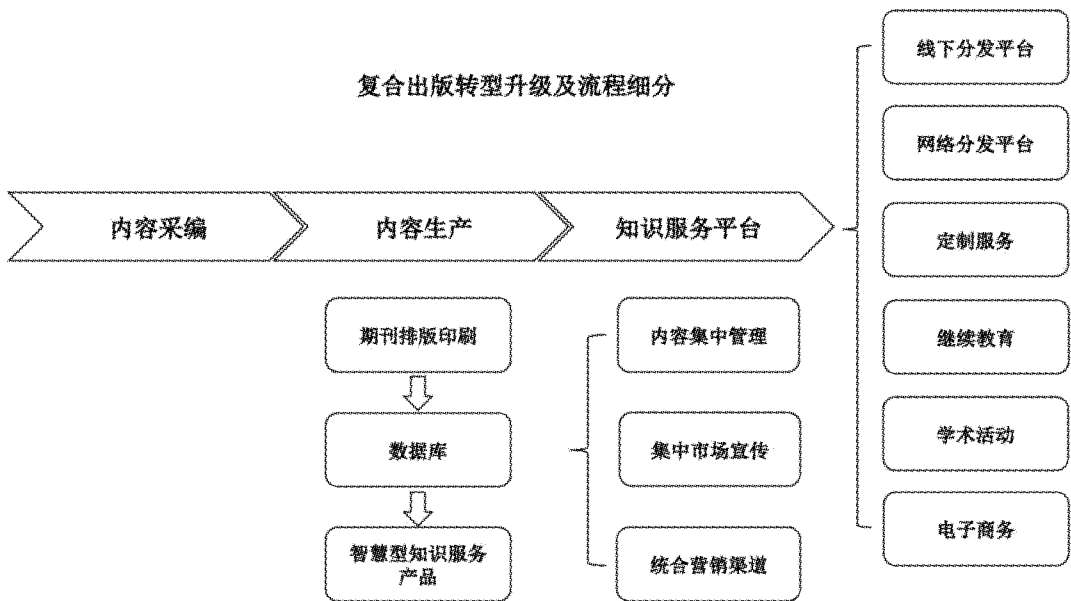 复合出版转型升级及流程细分
内容采编
内容生产
知识服务平台
期刊排版印刷
数据库
智慧型知识服务
产品
内容集中管理
集中市场宣传
统合营销渠道
线下分发平台
网络分发平台
定制服务
继续教育
学术活动
电子商务